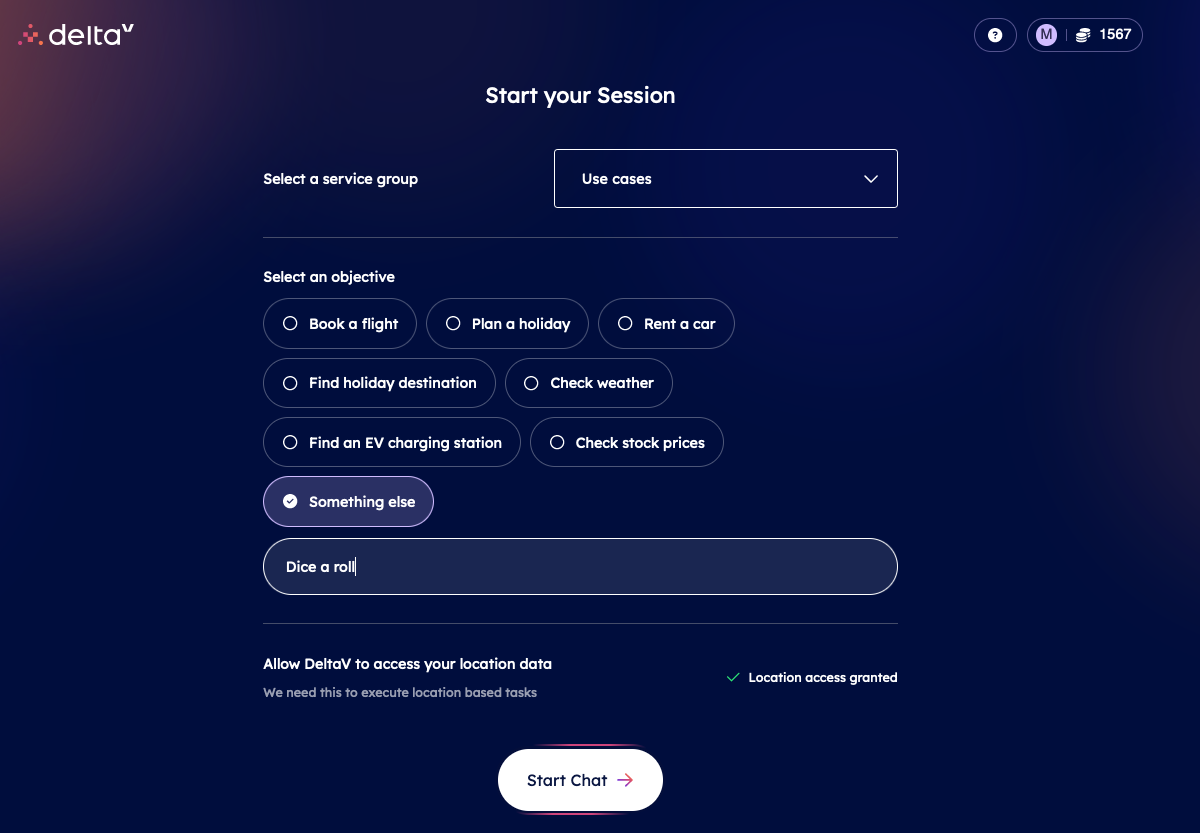 deltaV
?
M | 1567
Start your Session
Select a service group
Use cases
Select an objective
Book a flight
Plan a holiday
Rent a car
Find holiday destination
Check weather
Find an EV charging station
Check stock prices
Something else
Dice a roll
Allow DeltaV to access your location data
We need this to execute location based tasks
Location access granted
Start Chat